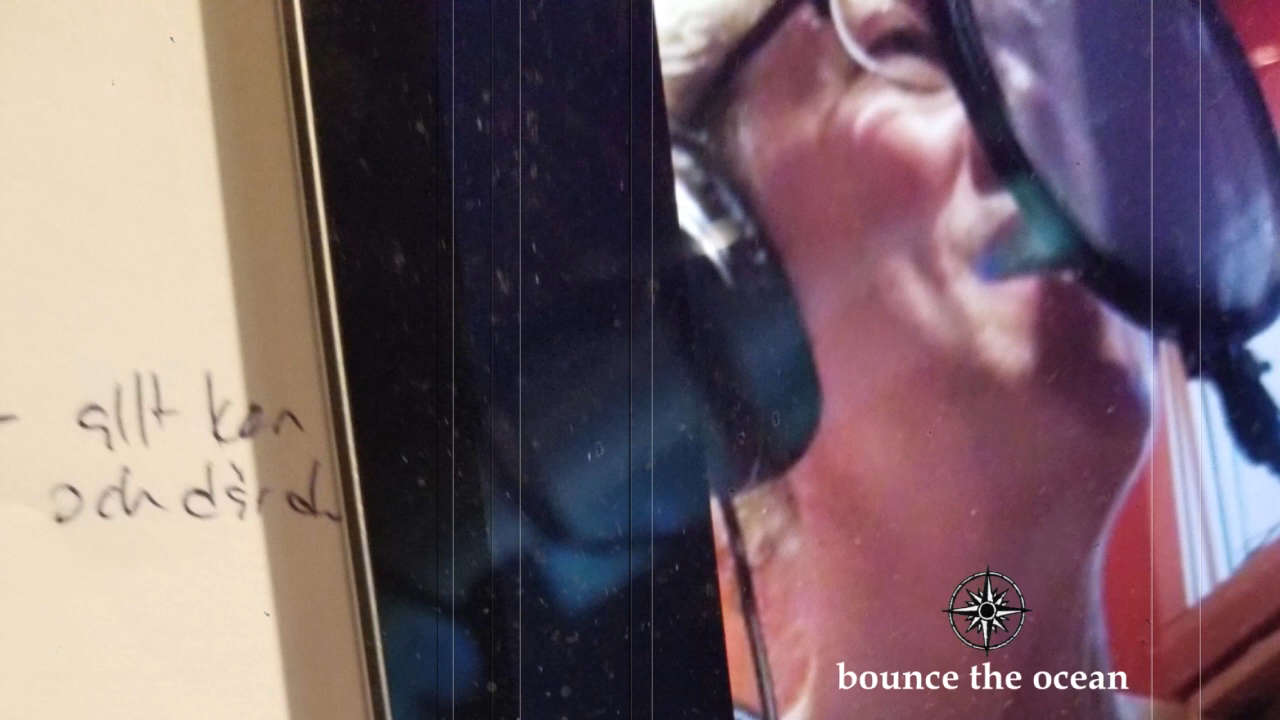 - allt kan
och där d
bounce the ocean